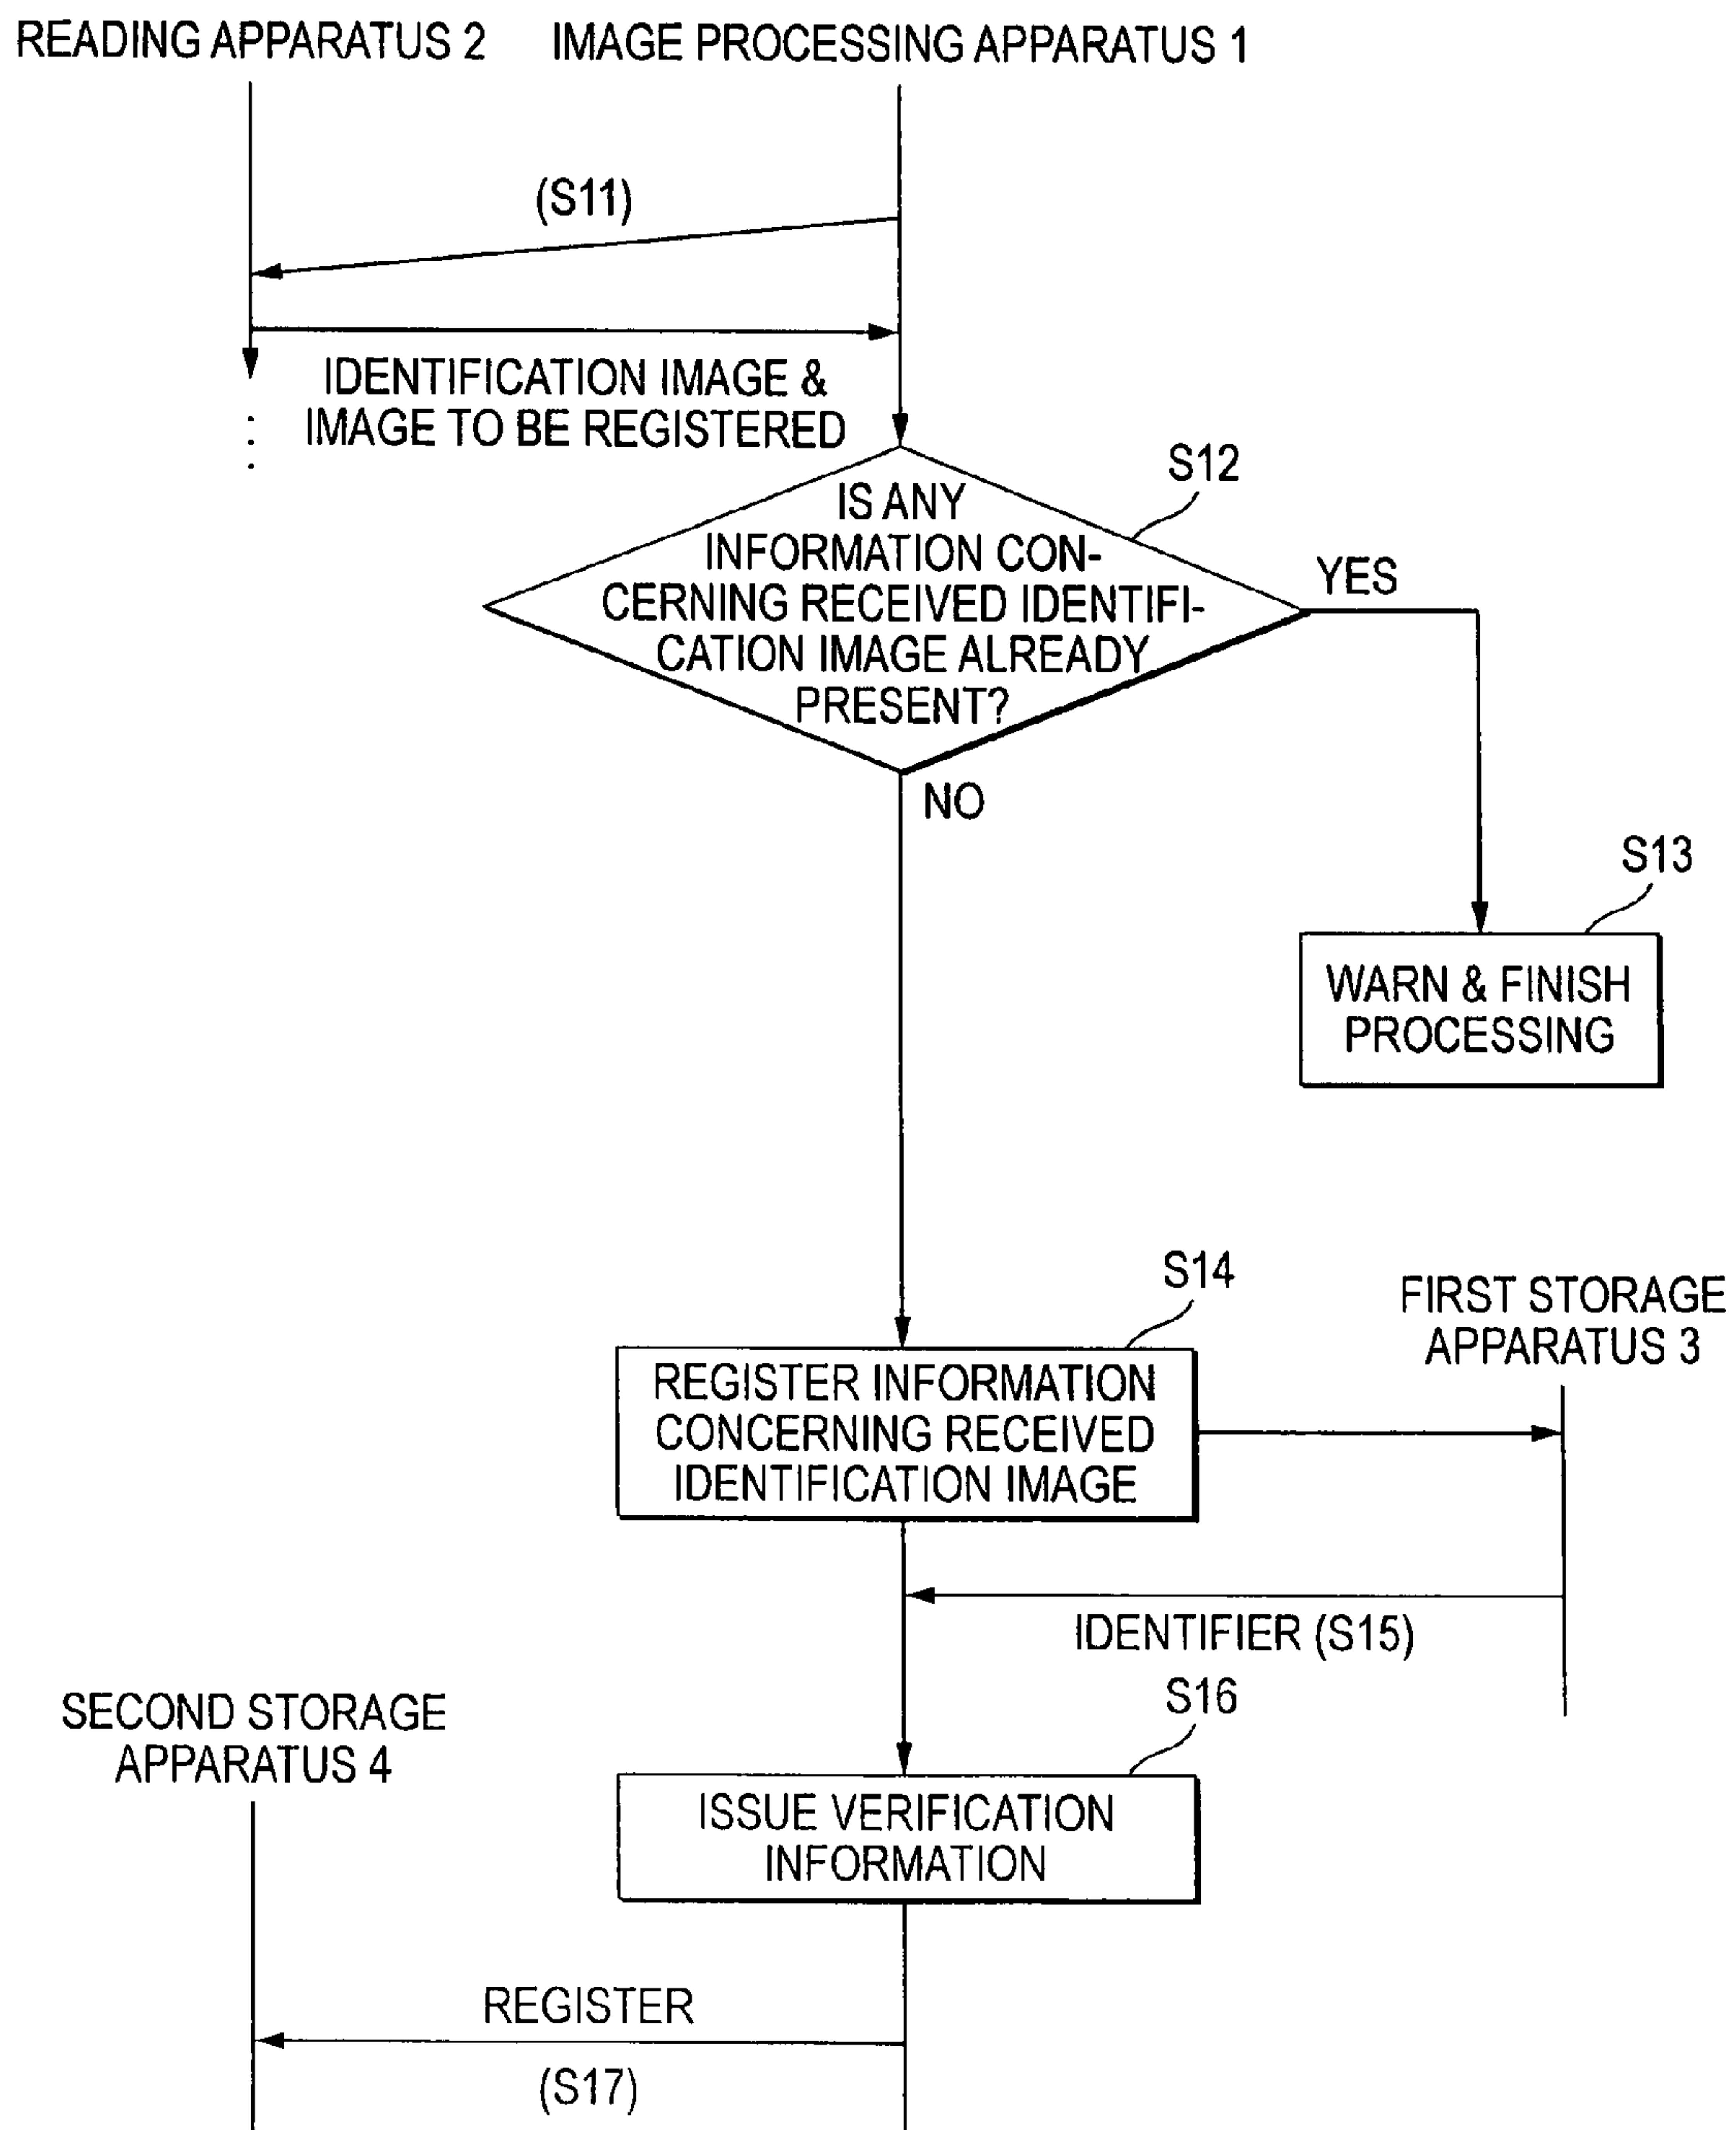 READING APPARATUS 2
IMAGE PROCESSING APPARATUS 1
(S11)
IDENTIFICATION IMAGE &
IMAGE TO BE REGISTERED
S12
IS ANY
INFORMATION CON-
CERNING RECEIVED IDENTIFI-
CATION IMAGE ALREADY
PRESENT?
YES
NO
S13
WARN & FINISH
PROCESSING
S14
FIRST STORAGE
APPARATUS 3
REGISTER INFORMATION
CONCERNING RECEIVED
IDENTIFICATION IMAGE
IDENTIFIER (S15)
S16
SECOND STORAGE
APPARATUS 4
ISSUE VERIFICATION
INFORMATION
REGISTER
(S17)